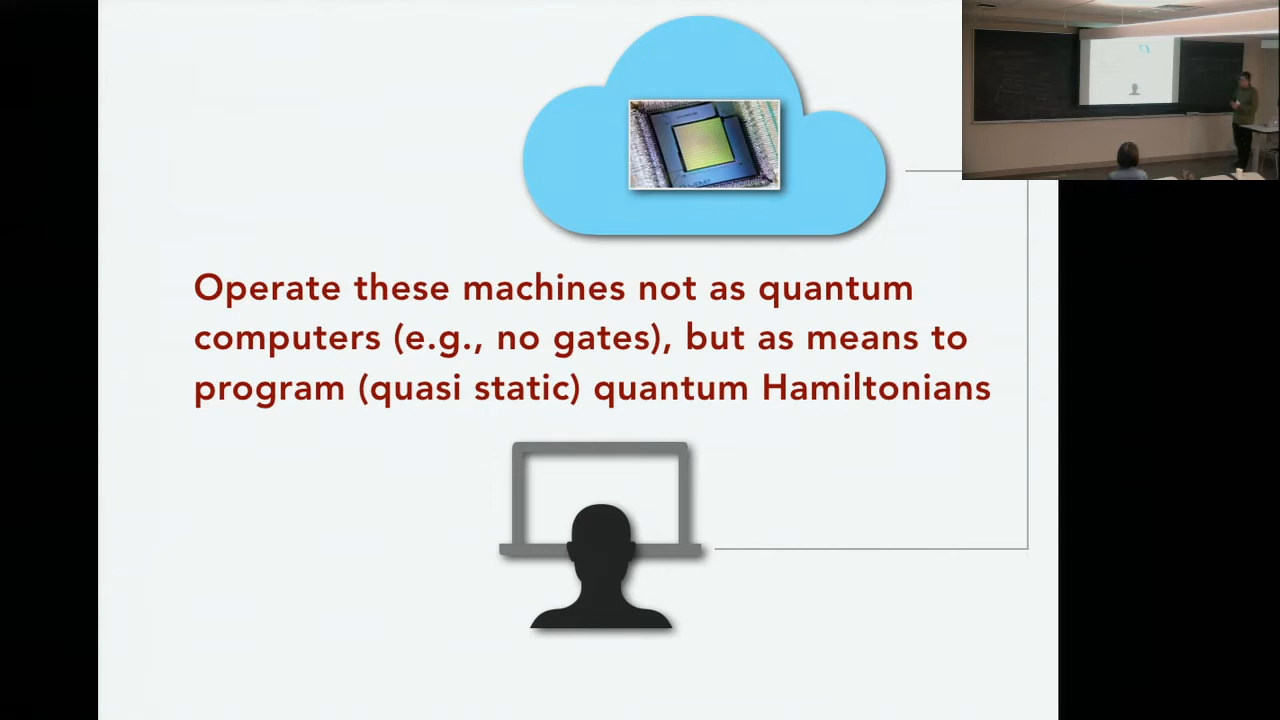 Operate these machines not as quantum
computers (e.g., no gates), but as means to
program (quasi static) quantum Hamiltonians